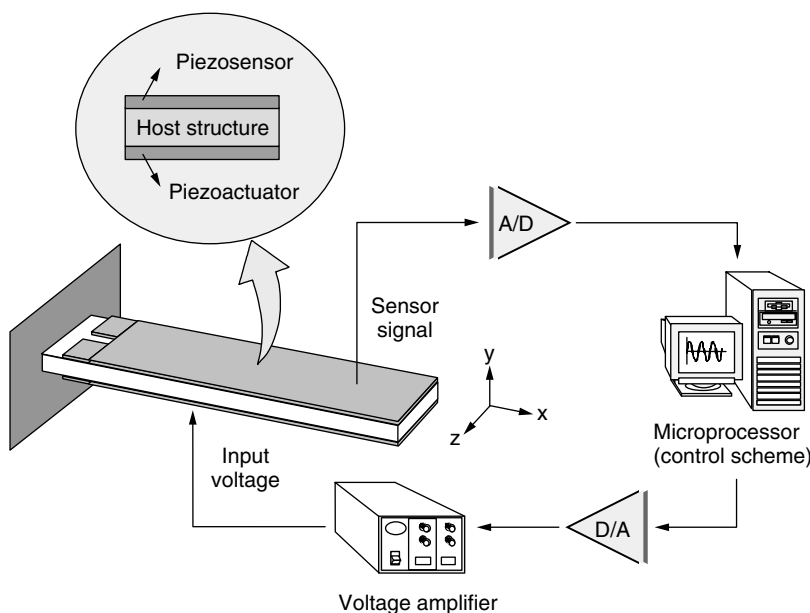 Piezosensor
Host structure
Piezoactuator
A/D
Sensor
signal
y
x
z
Microprocessor
(control scheme)
Input
voltage
D/A
Voltage amplifier